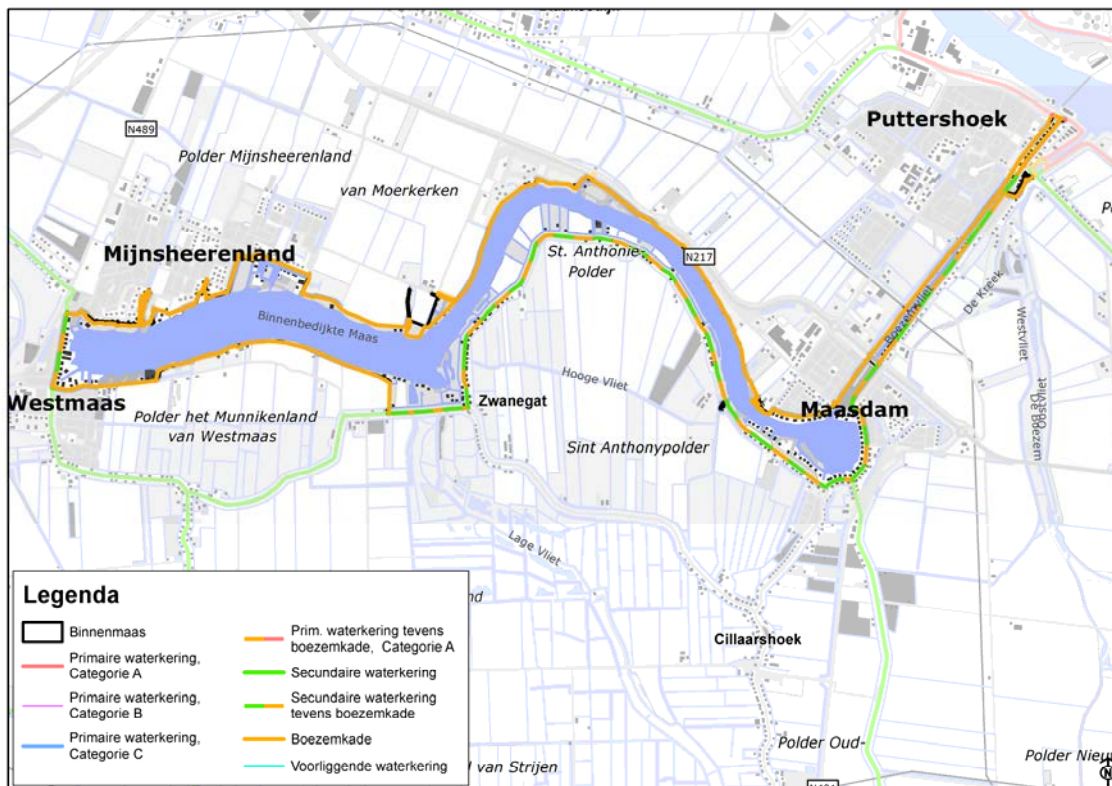 Puttershoek
N489
Polder Mijnsheerenland
van Moerkerken
Mijnsheerenland
St. Anthonie-
Polder
N217
De Kreek
Boezemvliet
Westvliet
Binnenbedijkte Maas
Oostvliet
De Boezem
Hooge Vliet
Westmaas
Zwanegat
Maasdam
Polder het Munnikenland
van Westmaas
Sint Anthonypolder
Lage Vliet
Cillaarshoek
Polder Oud-
Polder Nieuw
van Strijen
Legenda
Binnenmaas
Primaire waterkering,
Categorie A
Primaire waterkering,
Categorie B
Primaire waterkering,
Categorie C
Prim. waterkering tevens
boezemkade, Categorie A
Secundaire waterkering
Secundaire waterkering
tevens boezemkade
Boezemkade
Voorliggende waterkering
N